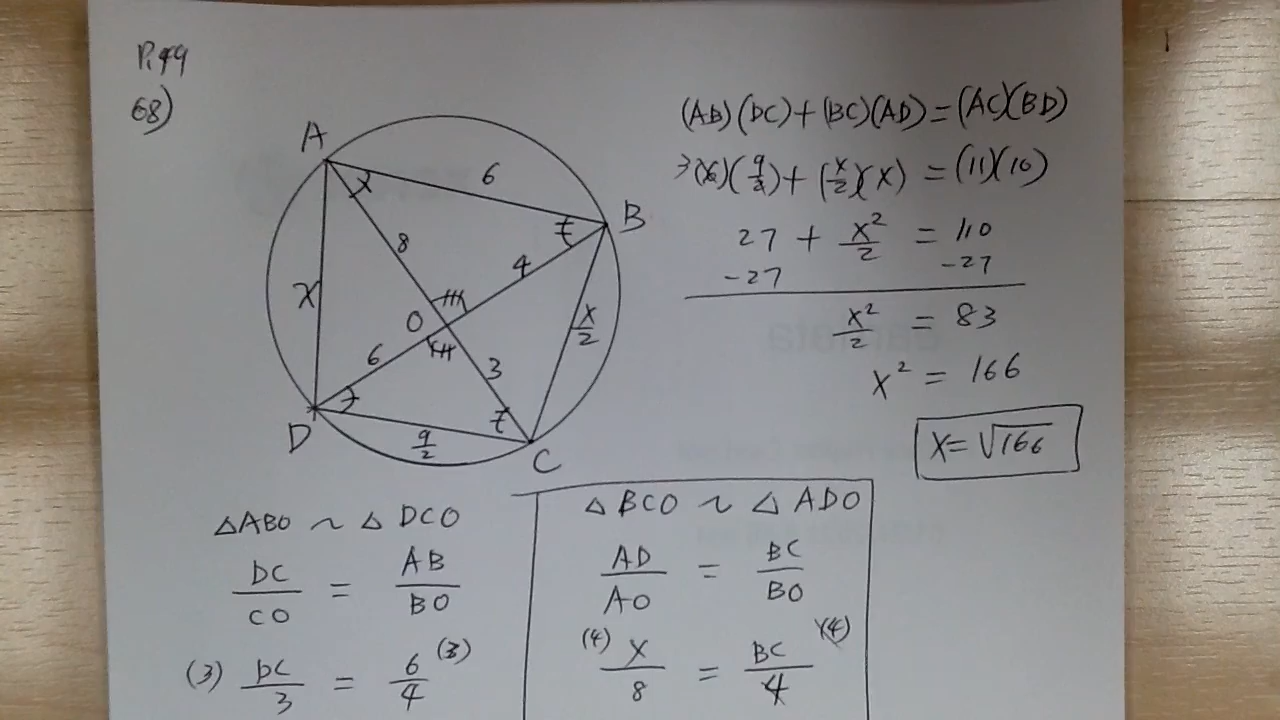 P.49
68)
A
6
B
x
8
4
O
x
6
3
x/2
D
9/2
C
(AB)(DC)+(BC)(AD)=(AC)(BD)
3(6)(9/2)+(x/2)(x)=(11)(10)
27 + x²/2 = 110
-27 -27
x²/2 = 83
x² = 166
x=√166
△ABO ~ △DCO
DC/CO = AB/BO
(3) DC/3 = 6/4 (3)
△BCO ~ △ADO
AD/AO = BC/BO
(4) x/8 = BC/4 (4)